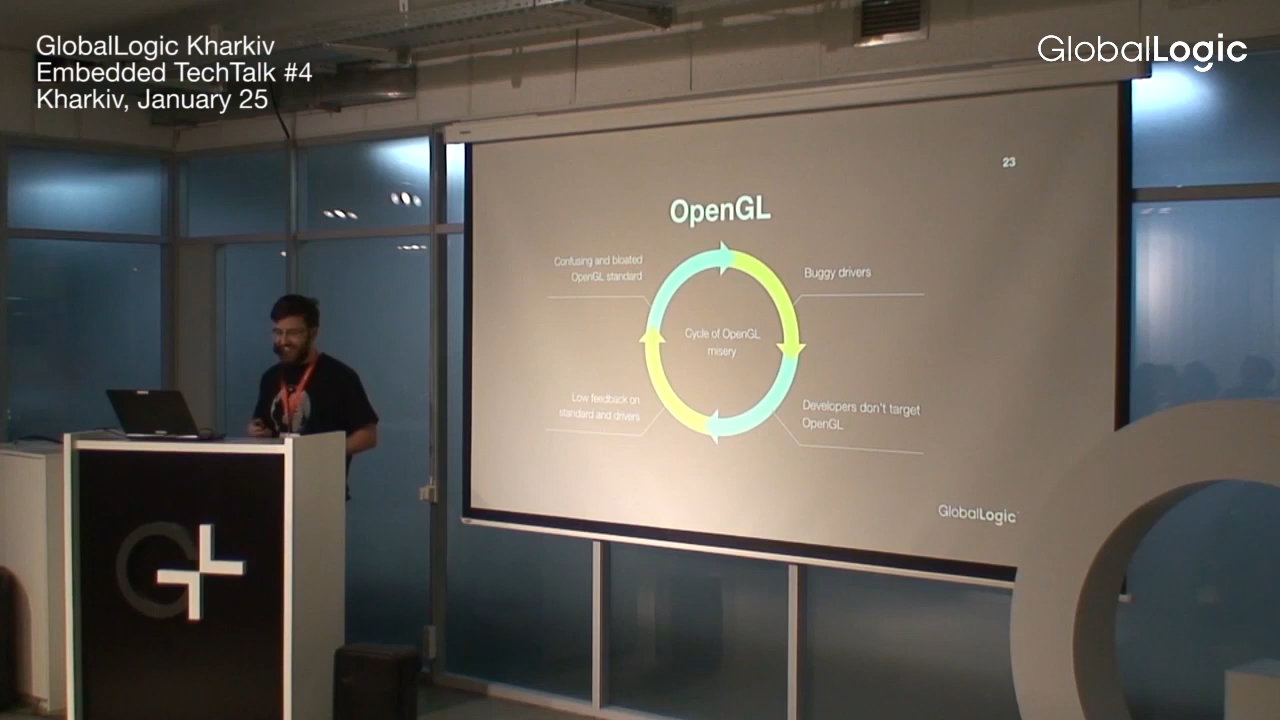 GlobalLogic Kharkiv
Embedded TechTalk #4
Kharkiv, January 25
GlobalLogic
23
OpenGL
Confusing and bloated
OpenGL standard
Buggy drivers
Cycle of OpenGL
misery
Low feedback on
standard and drivers
Developers don't target
OpenGL
GlobalLogic
GL